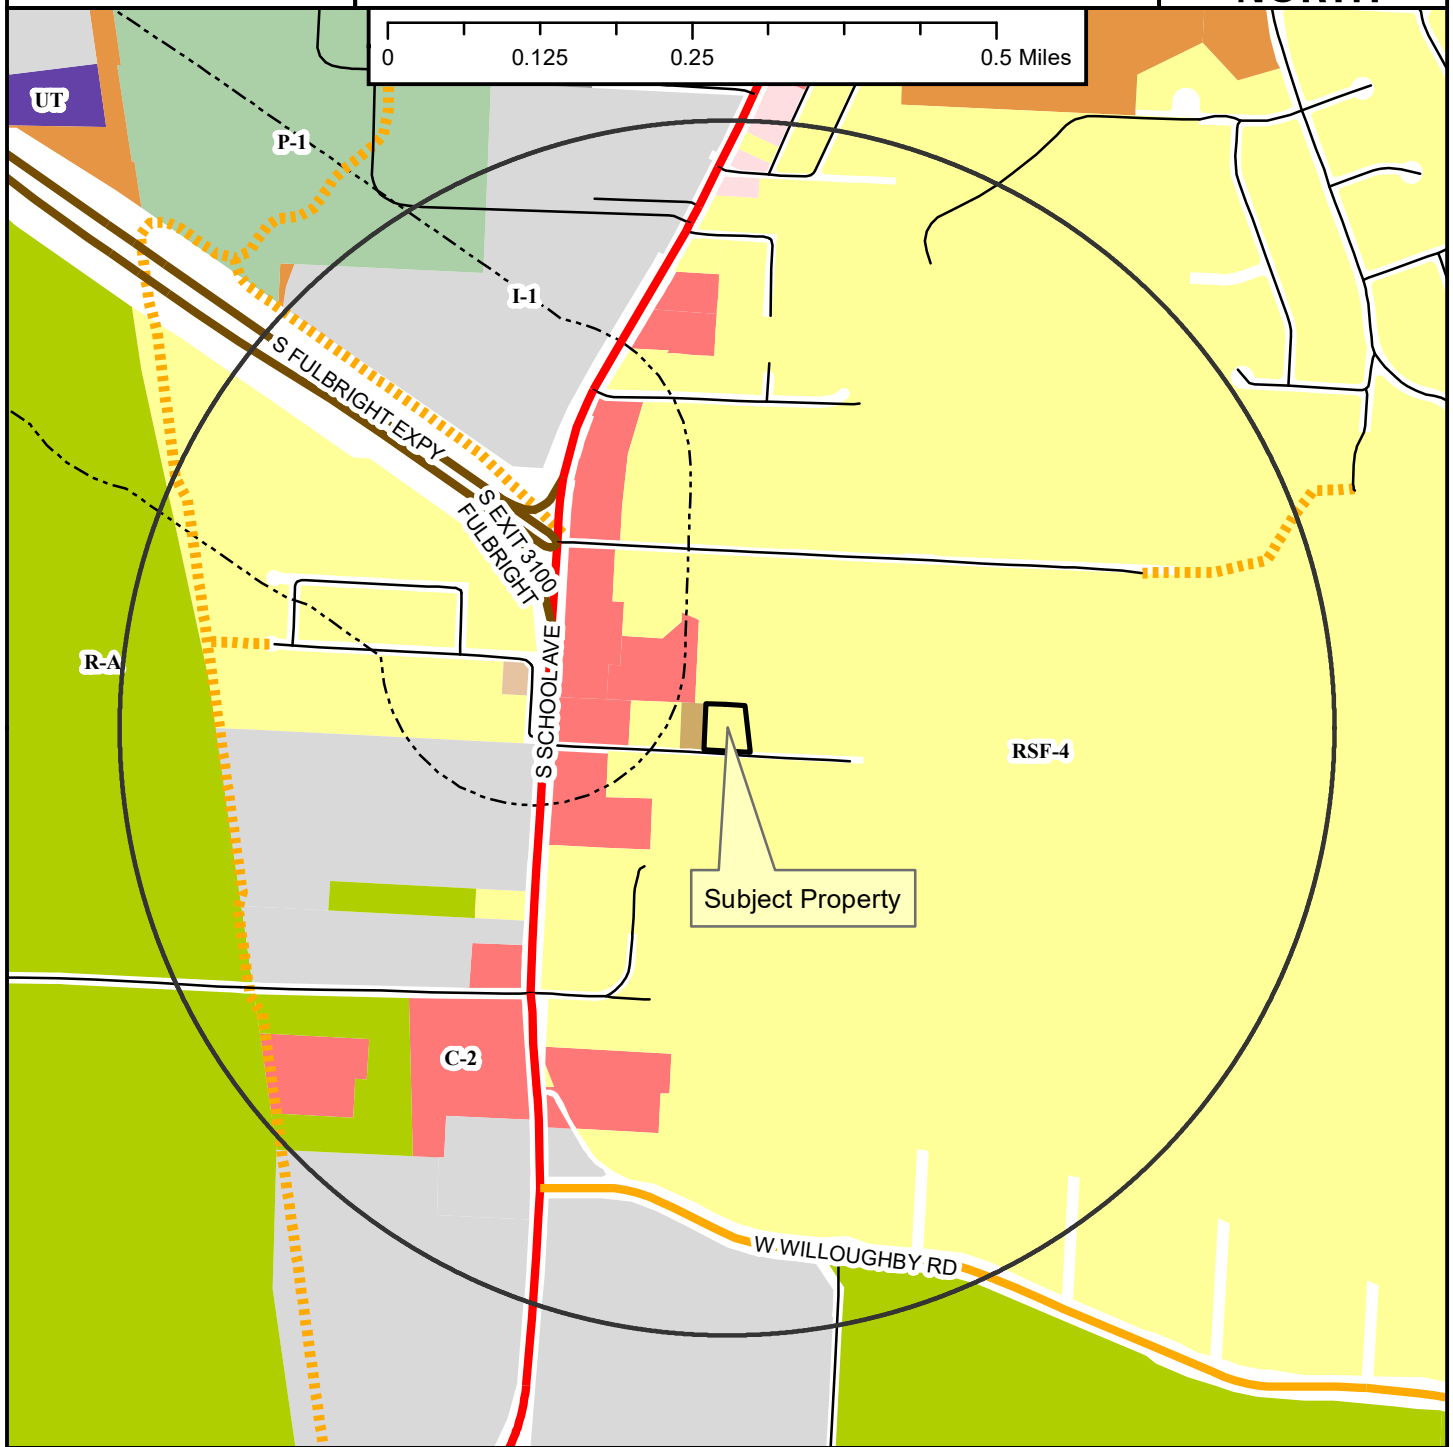 NORTH
0 0.125 0.25 0.5 Miles
UT
P-1
I-1
S FULBRIGHT EXPY
S EXIT 3100
FULBRIGHT
S SCHOOL AVE
R-A
RSF-4
Subject Property
C-2
W WILLOUGHBY RD